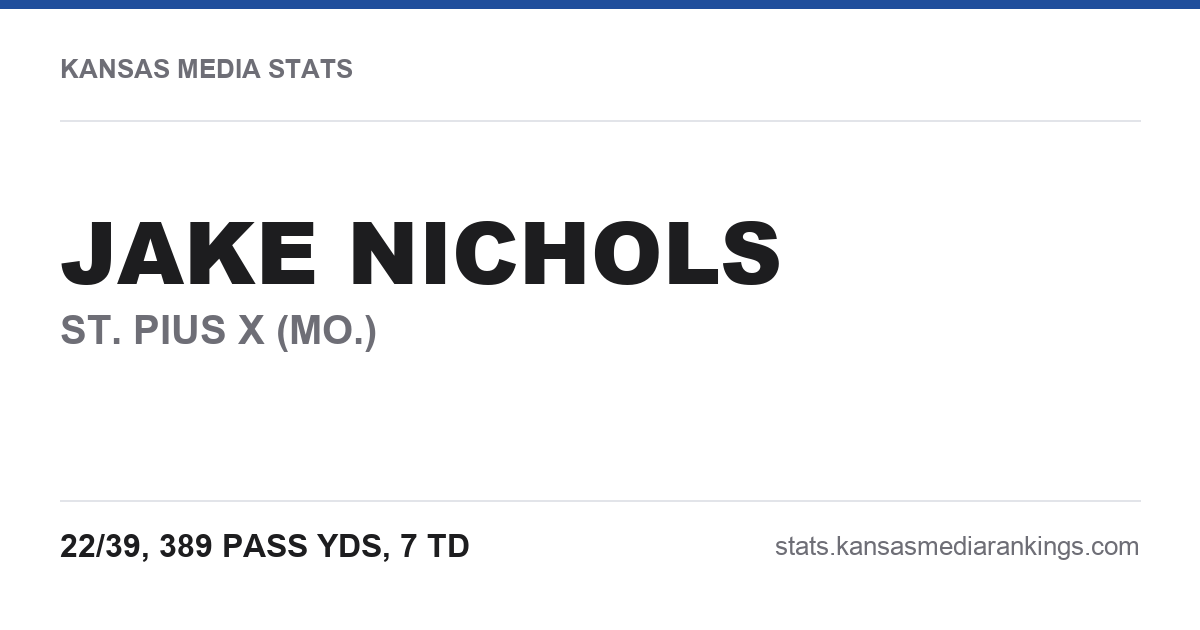 KANSAS MEDIA STATS
JAKE NICHOLS
ST. PIUS X (MO.)
22/39, 389 PASS YDS, 7 TD
stats.kansasmediarankings.com